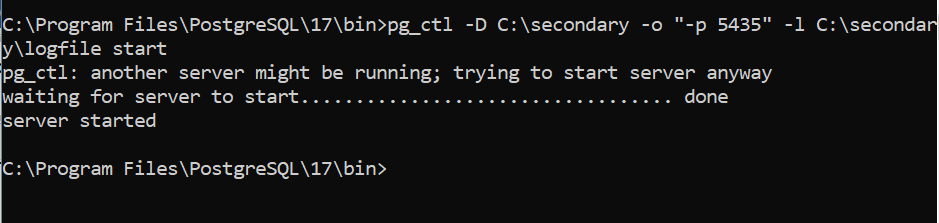 C:\Program Files\PostgreSQL\17\bin>pg_ctl -D C:\secondary -o "-p 5435" -l C:\secondar
y\logfile start
pg_ctl: another server might be running; trying to start server anyway
waiting for server to start.................................. done
server started
C:\Program Files\PostgreSQL\17\bin>